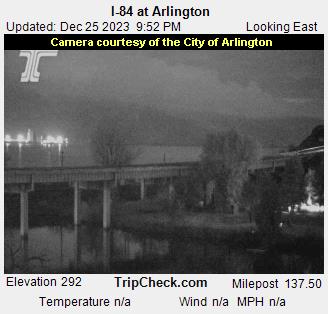 I-84 at Arlington
Updated: Dec 25 2023 9:52 PM Looking East
Camera courtesy of the City of Arlington
Elevation 292 TripCheck.com Milepost 137.50
Temperature n/a Wind n/a MPH n/a